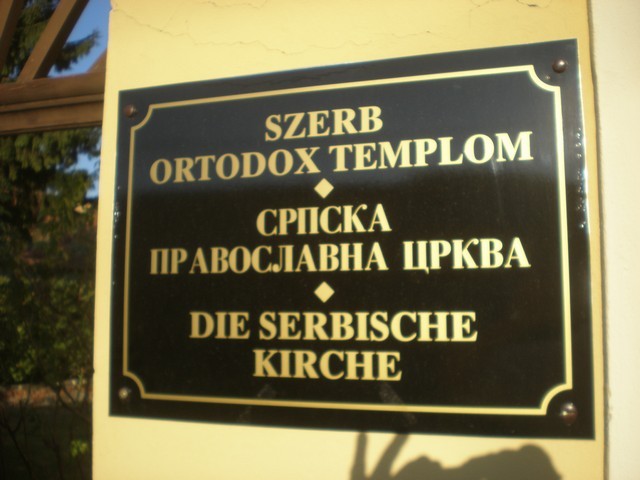 SZERB
ORTODOX TEMPLOM
СРПСКА
ПРАВОСЛАВНА ЦРКВА
DIE SERBISCHE
KIRCHE